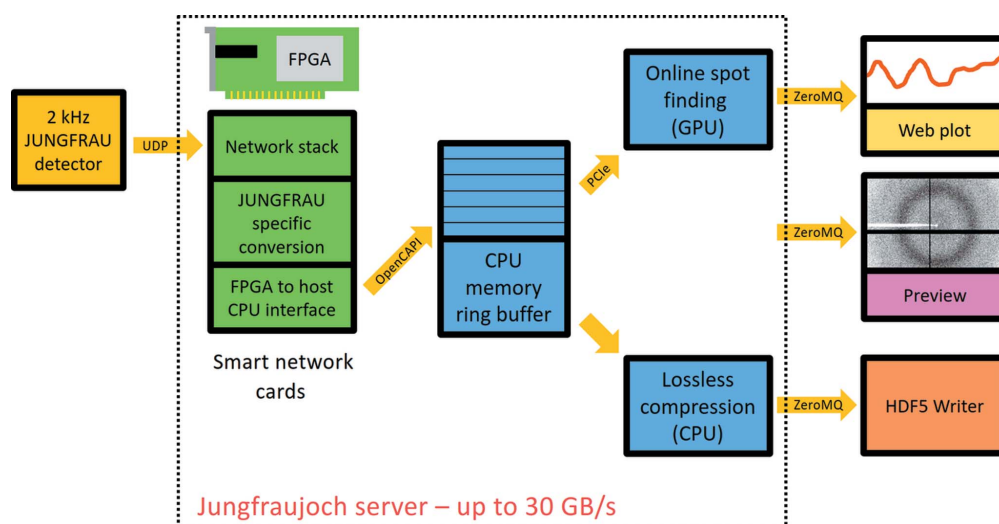 2 kHz
JUNGFRAU
detector
UDP
FPGA
Network stack
JUNGFRAU
specific
conversion
FPGA to host
CPU interface
Smart network
cards
OpenCAPI
CPU
memory
ring buffer
PCIe
Online spot
finding
(GPU)
Lossless
compression
(CPU)
ZeroMQ
Web plot
ZeroMQ
Preview
ZeroMQ
HDF5 Writer
Jungfraujoch server – up to 30 GB/s